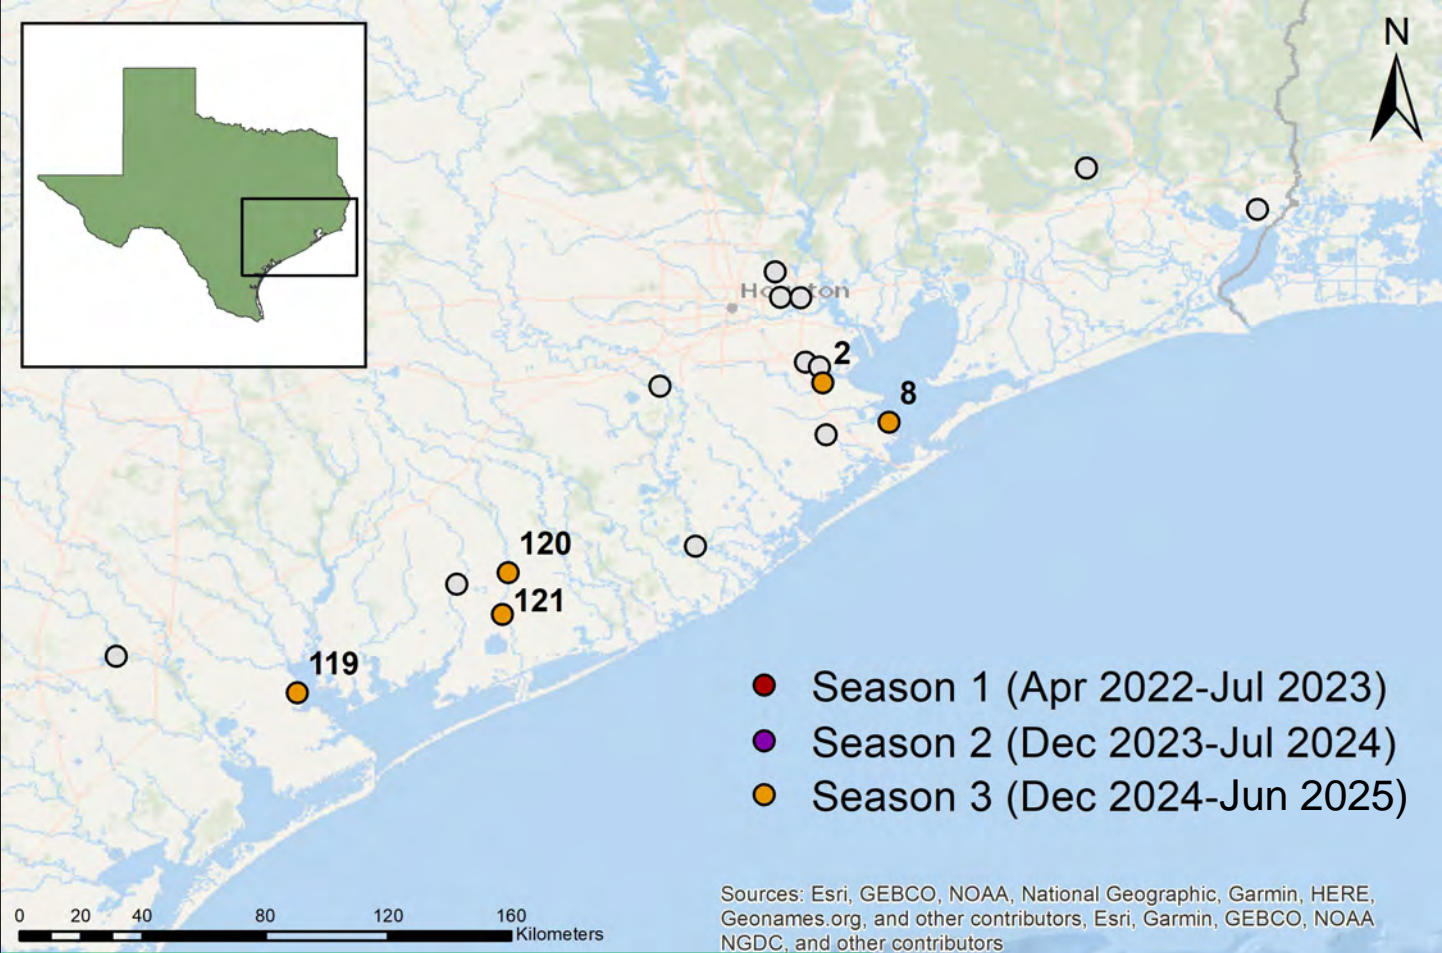 N
Houston
2
8
120
121
119
Season 1 (Apr 2022-Jul 2023)
Season 2 (Dec 2023-Jul 2024)
Season 3 (Dec 2024-Jun 2025)
0 20 40 80 120 160
Kilometers
Sources: Esri, GEBCO, NOAA, National Geographic, Garmin, HERE,
Geonames.org, and other contributors, Esri, Garmin, GEBCO, NOAA
NGDC, and other contributors